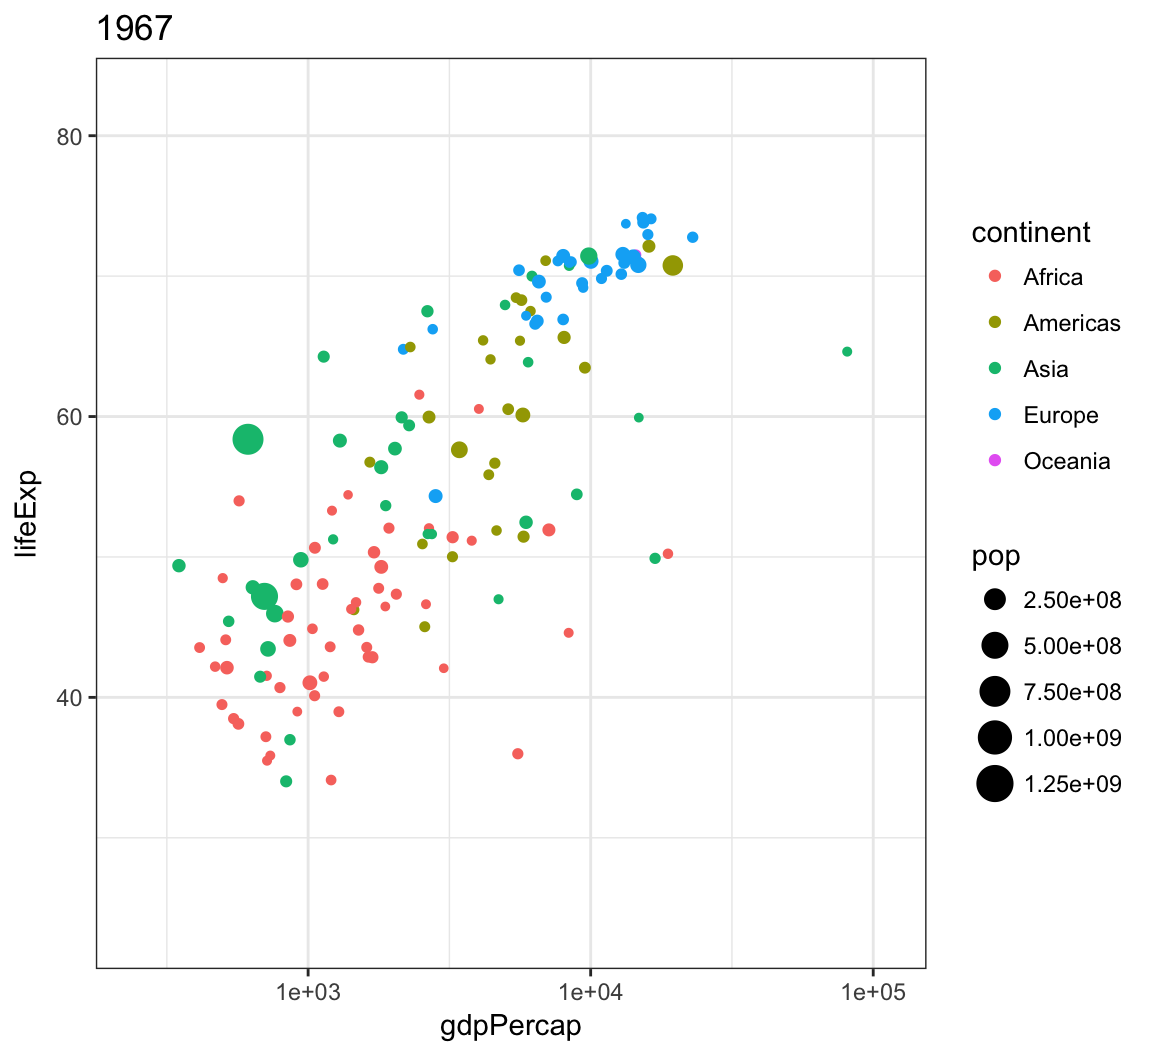 1967
lifeExp
80
60
40
1e+03
1e+04
1e+05
gdpPercap
continent
Africa
Americas
Asia
Europe
Oceania
pop
2.50e+08
5.00e+08
7.50e+08
1.00e+09
1.25e+09